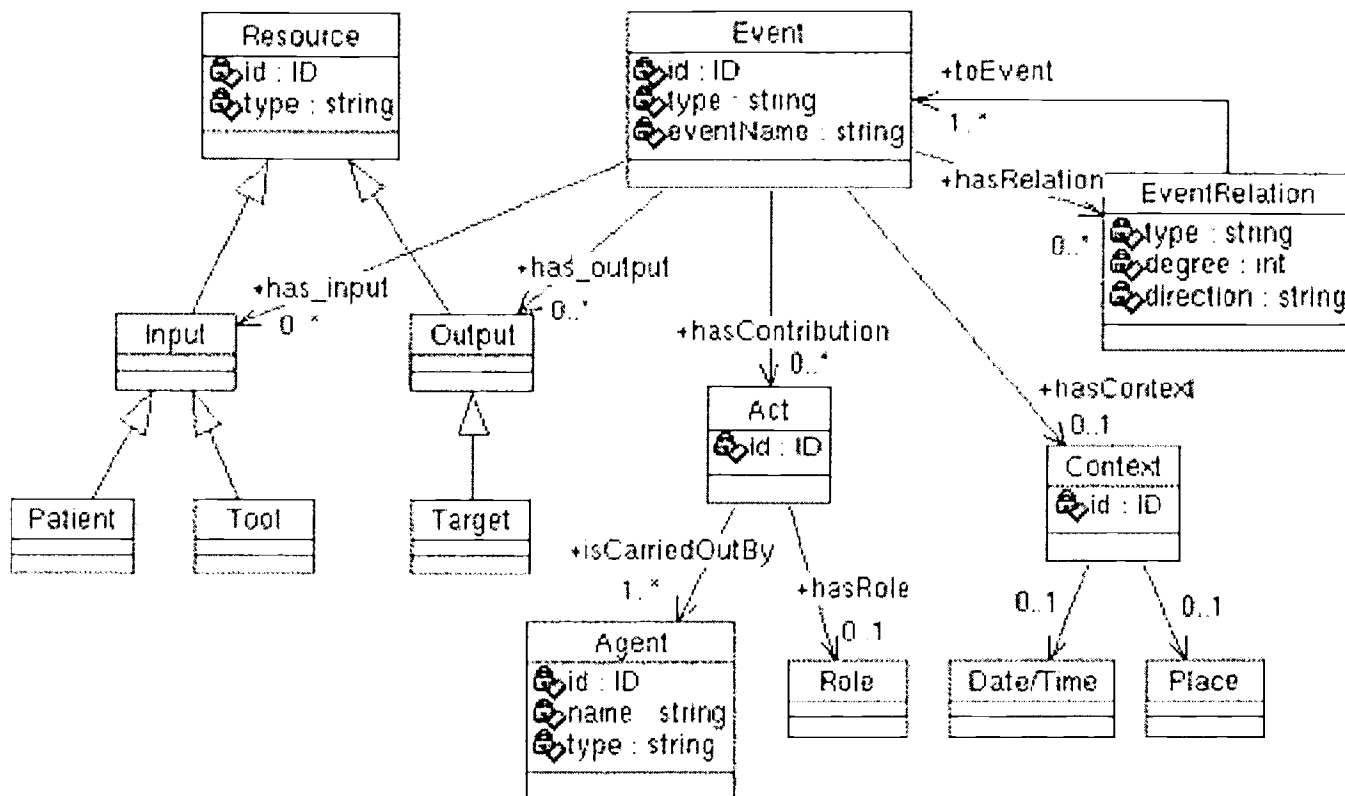 Resource
id : ID
type : string
Event
id : ID
type : string
eventName : string
+toEvent
1..*
+hasRelation
0..*
EventRelation
type : string
degree : int
direction : string
+has_input
0..*
+has_output
0..*
Input
Output
+hasContribution
0..*
Act
id : ID
+hasContext
0..1
Context
id : ID
Patient
Tool
Target
+isCarriedOutBy
1..*
+hasRole
0..1
0..1
0..1
Agent
id : ID
name : string
type : string
Role
Date/Time
Place